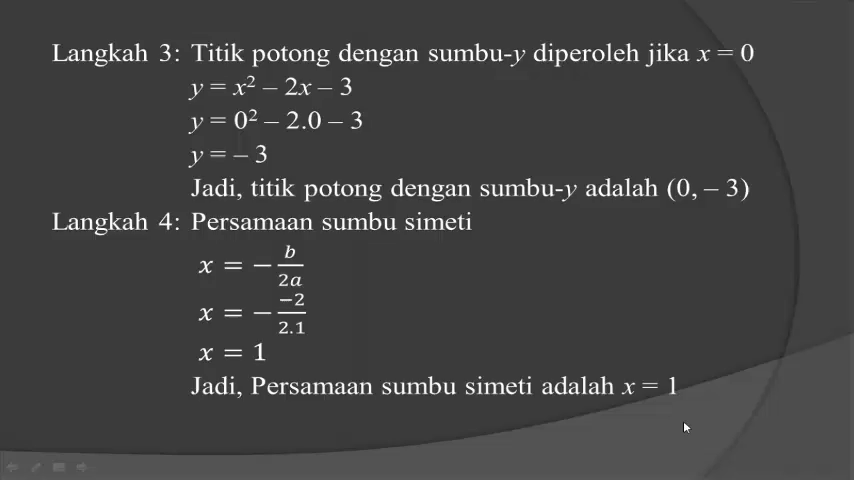 Langkah 3: Titik potong dengan sumbu-y diperoleh jika x = 0
y = x² – 2x – 3
y = 0² – 2.0 – 3
y = – 3
Jadi, titik potong dengan sumbu-y adalah (0, – 3)
Langkah 4: Persamaan sumbu simeti
x = − b/2a
x = − −2/2.1
x = 1
Jadi, Persamaan sumbu simeti adalah x = 1